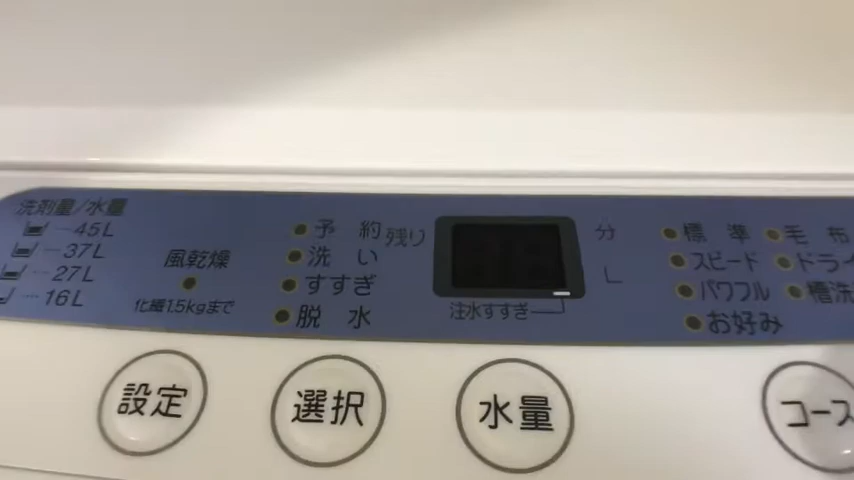 洗剤量/水量
45L
37L
27L
16L
風乾燥
化繊1.5kgまで
予約
洗い
すすぎ
脱水
残り
分
L
注水すすぎ
標準
スピード
パワフル
お好み
毛布
ドライ
槽洗
設定
選択
水量
コース